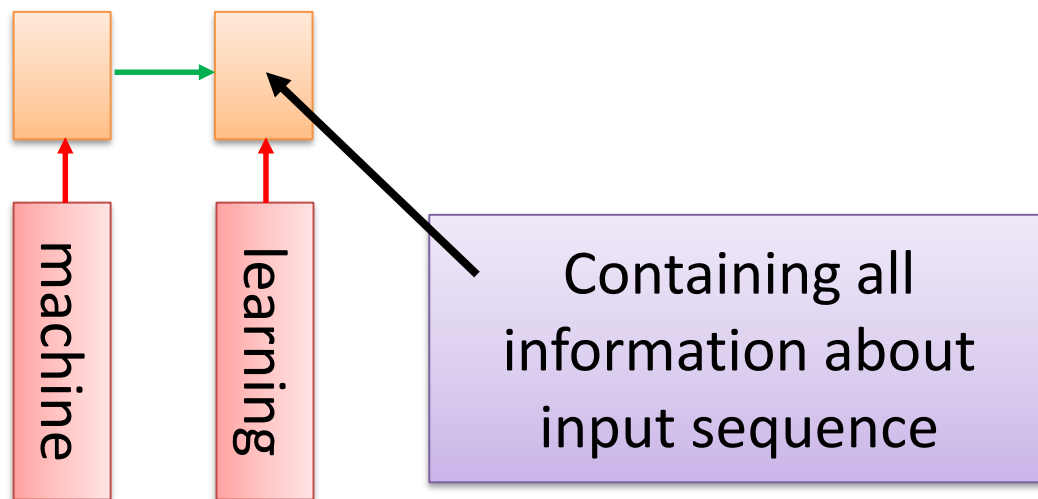 machine
learning
Containing all
information about
input sequence